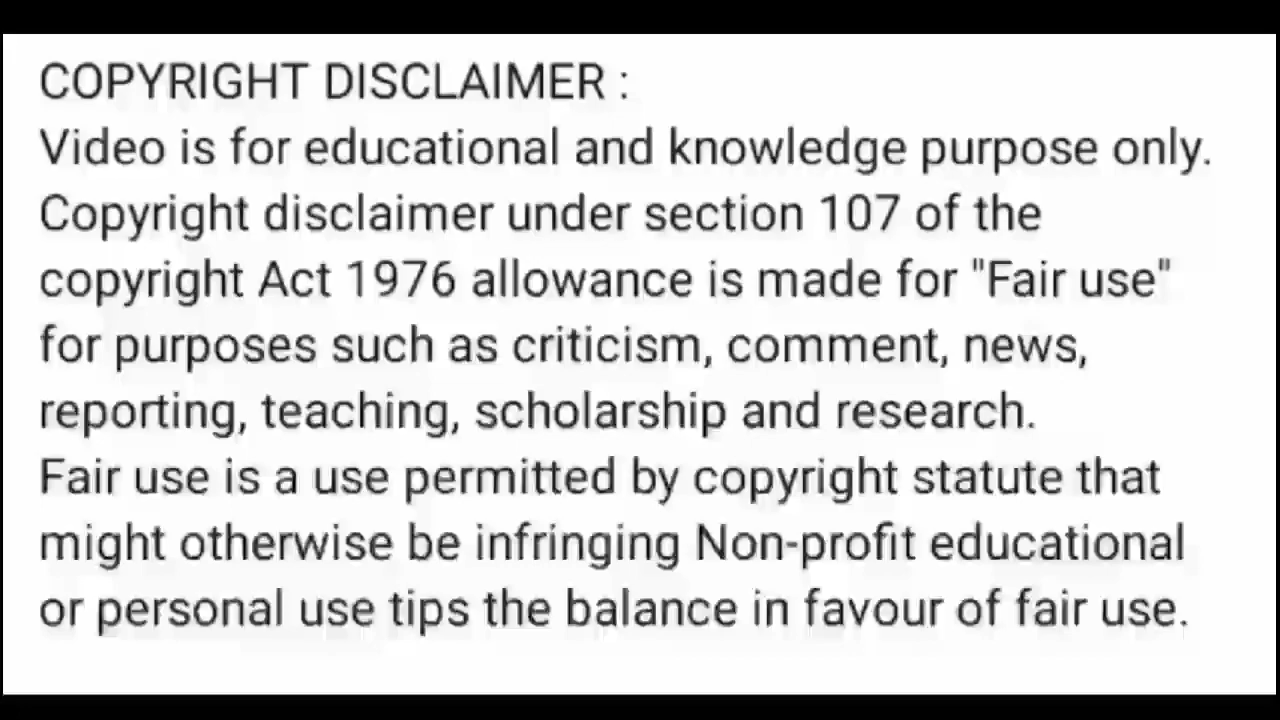 COPYRIGHT DISCLAIMER :
Video is for educational and knowledge purpose only.
Copyright disclaimer under section 107 of the
copyright Act 1976 allowance is made for "Fair use"
for purposes such as criticism, comment, news,
reporting, teaching, scholarship and research.
Fair use is a use permitted by copyright statute that
might otherwise be infringing Non-profit educational
or personal use tips the balance in favour of fair use.